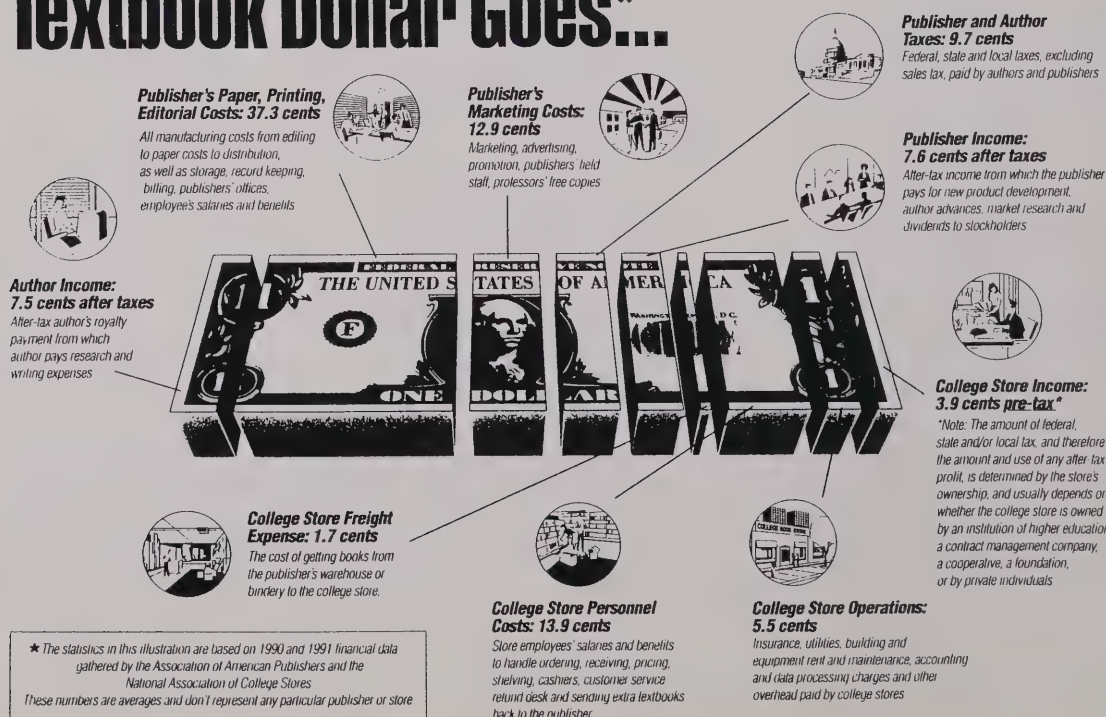 Textbook Dollar Goes*...
Publisher and Author
Taxes: 9.7 cents
Federal, state and local taxes, excluding
sales tax, paid by authors and publishers
Publisher's Paper, Printing,
Editorial Costs: 37.3 cents
All manufacturing costs from editing
to paper costs to distribution,
as well as storage, record keeping,
billing, publishers' offices,
employee's salaries and benefits
Publisher's
Marketing Costs:
12.9 cents
Marketing, advertising,
promotion, publishers' field
staff, professors' free copies
Publisher Income:
7.6 cents after taxes
After-tax income from which the publisher
pays for new product development,
author advances, market research and
dividends to stockholders
Author Income:
7.5 cents after taxes
After-tax author's royalty
payment from which
author pays research and
writing expenses
FEDERAL RESERVE NOTE
THE UNITED STATES OF AMERICA
F
WASHINGTON, D.C.
ONE DOLLAR
College Store Income:
3.9 cents pre-tax*
*Note: The amount of federal,
state and/or local tax, and therefore
the amount and use of any after-tax
profit, is determined by the store's
ownership, and usually depends on
whether the college store is owned
by an institution of higher education,
a contract management company,
a cooperative, a foundation,
or by private individuals
College Store Freight
Expense: 1.7 cents
The cost of getting books from
the publisher's warehouse or
bindery to the college store.
College Store Personnel
Costs: 13.9 cents
Store employees' salaries and benefits
to handle ordering, receiving, pricing,
shelving, cashiers, customer service
refund desk and sending extra textbooks
back to the publisher
COLLEGE BOOK STORE
College Store Operations:
5.5 cents
Insurance, utilities, building and
equipment rent and maintenance, accounting
and data processing charges and other
overhead paid by college stores
★ The statistics in this illustration are based on 1990 and 1991 financial data
gathered by the Association of American Publishers and the
National Association of College Stores
These numbers are averages and don't represent any particular publisher or store